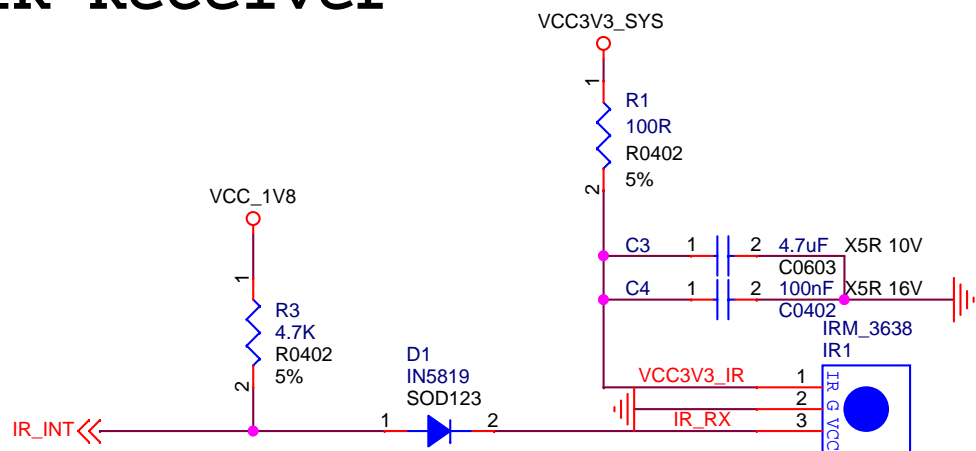 IR Receiver
VCC3V3_SYS
1
R1
100R
R0402
5%
2
VCC_1V8
1
R3
4.7K
R0402
5%
2
C3 1 2 4.7uF X5R 10V
C0603
C4 1 2 100nF X5R 16V
C0402
IRM_3638
IR1
D1
IN5819
SOD123
VCC3V3_IR 1 IR
2 G
IR_RX 3 VCC
IR_INT 1 2